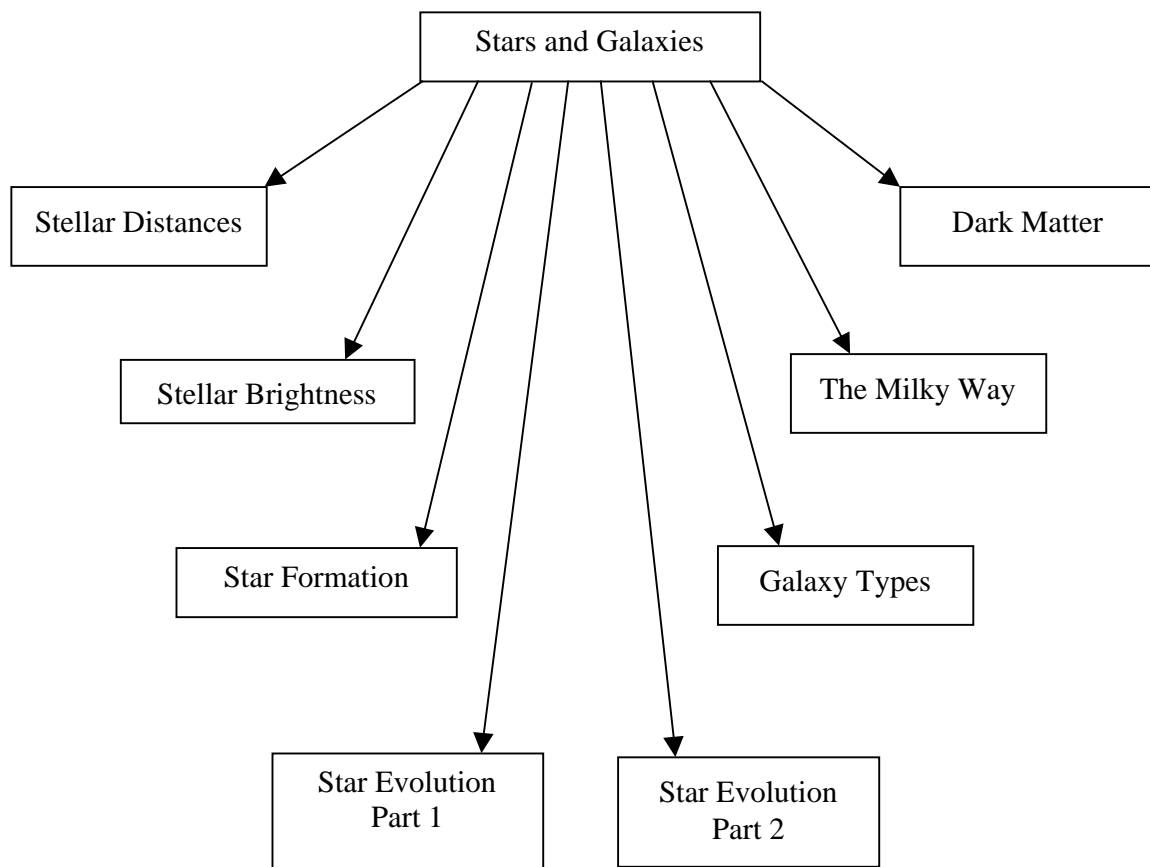 Stars and Galaxies
Stellar Distances
Dark Matter
Stellar Brightness
The Milky Way
Star Formation
Galaxy Types
Star Evolution
Part 1
Star Evolution
Part 2